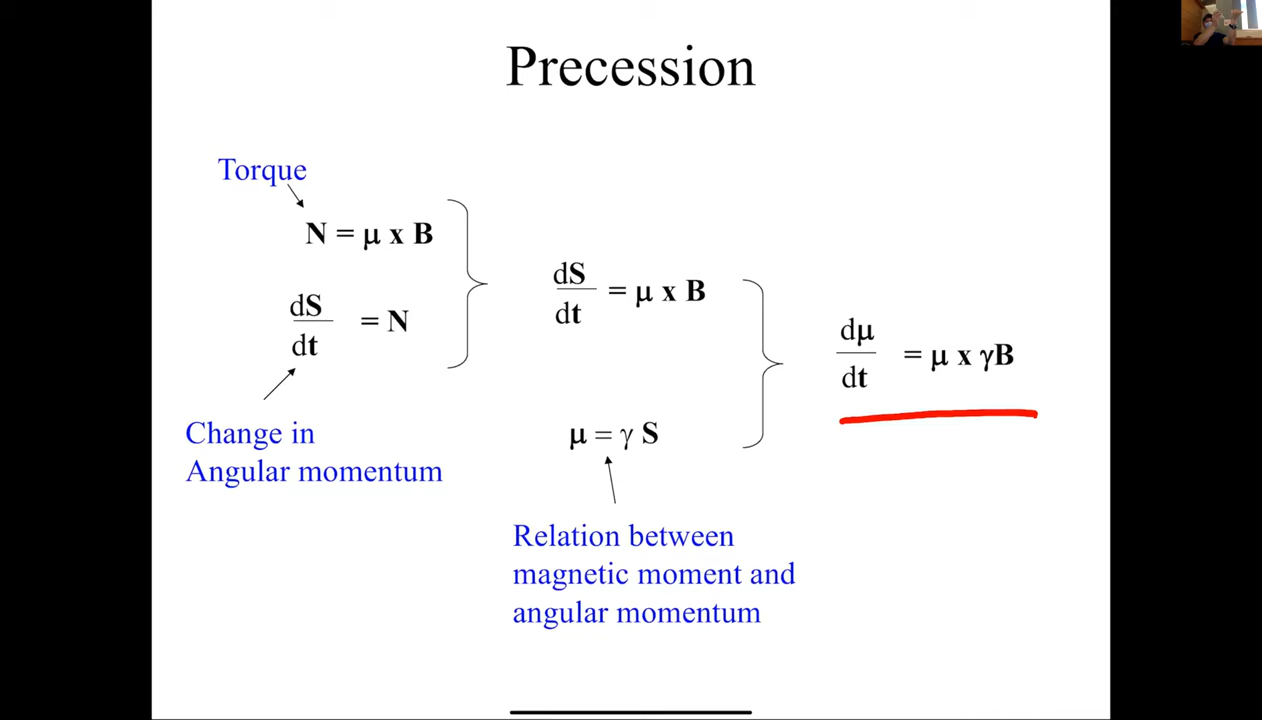 Precession
Torque
N = μ x B
dS
dt
= N
Change in
Angular momentum
dS
dt
= μ x B
μ = γ S
Relation between
magnetic moment and
angular momentum
dμ
dt
= μ x γB